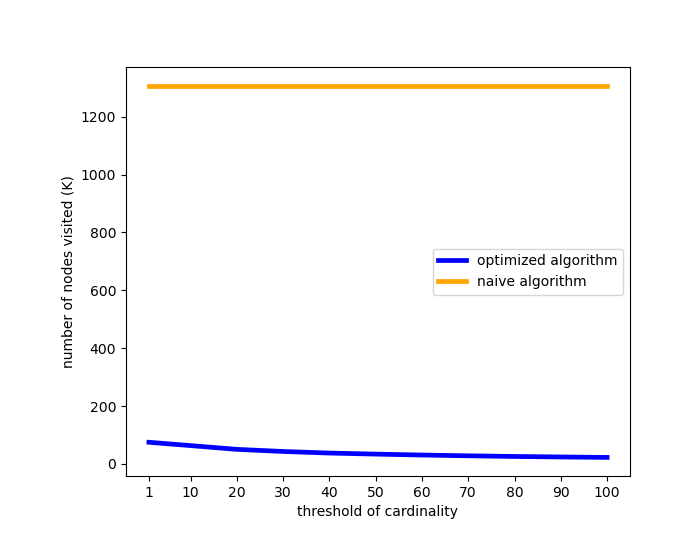 number of nodes visited (K)
1200
1000
800
600
400
200
0
optimized algorithm
naive algorithm
1 10 20 30 40 50 60 70 80 90 100
threshold of cardinality